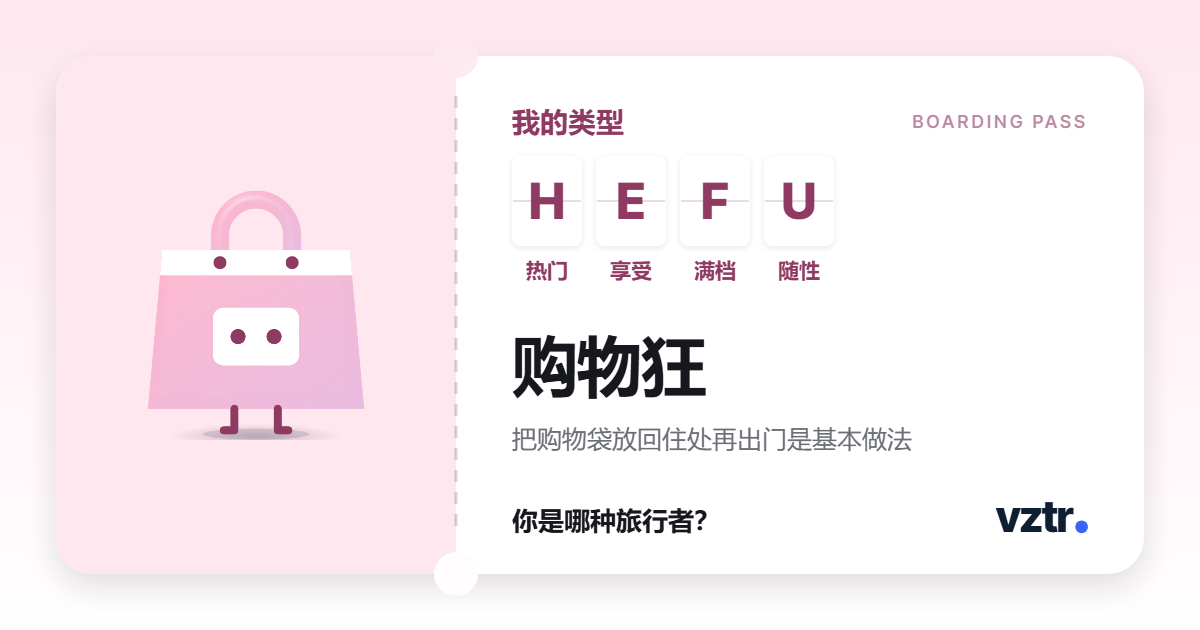 我的类型
BOARDING PASS
H E F U
热门 享受 满档 随性
购物狂
把购物袋放回住处再出门是基本做法
你是哪种旅行者?
vztr.